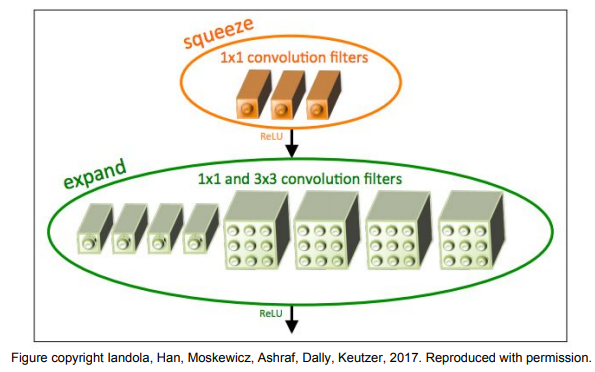 squeeze
1x1 convolution filters
ReLU
expand
1x1 and 3x3 convolution filters
ReLU
Figure copyright Iandola, Han, Moskewicz, Ashraf, Dally, Keutzer, 2017. Reproduced with permission.